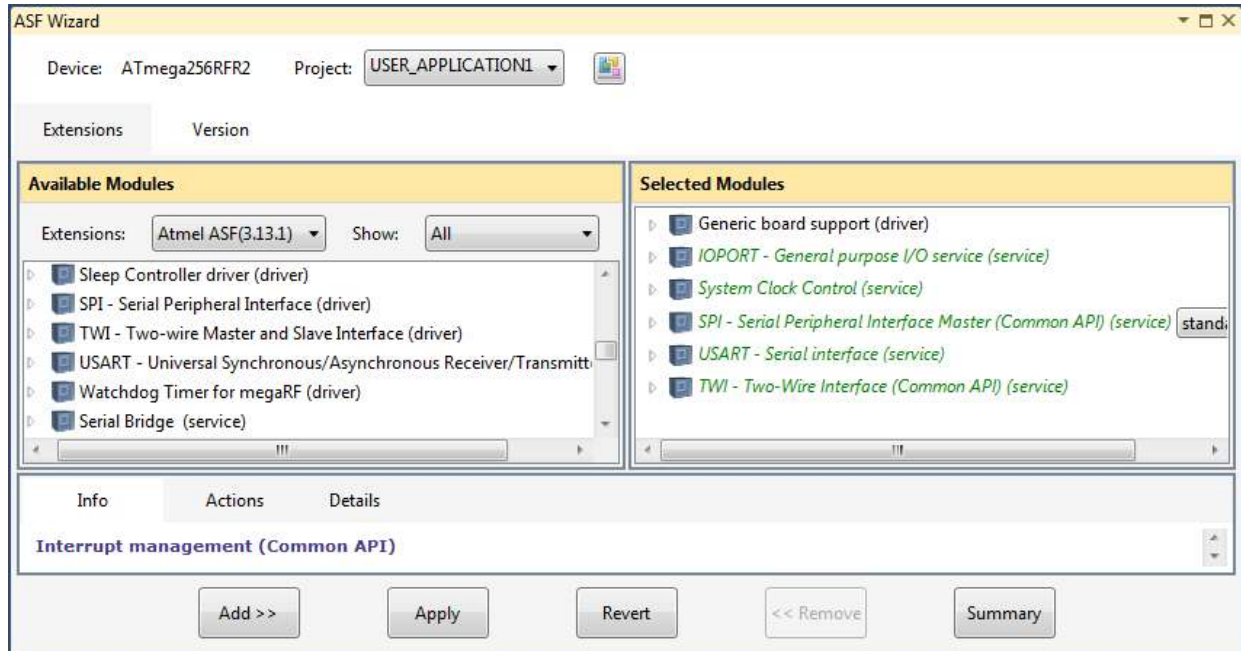 ASF Wizard
Device: ATmega256RFR2 Project: USER_APPLICATION1
Extensions Version
Available Modules
Extensions: Atmel ASF(3.13.1) Show: All
Sleep Controller driver (driver)
SPI - Serial Peripheral Interface (driver)
TWI - Two-wire Master and Slave Interface (driver)
USART - Universal Synchronous/Asynchronous Receiver/Transmitt
Watchdog Timer for megaRF (driver)
Serial Bridge (service)
Selected Modules
Generic board support (driver)
IOPORT - General purpose I/O service (service)
System Clock Control (service)
SPI - Serial Peripheral Interface Master (Common API) (service) standa
USART - Serial interface (service)
TWI - Two-Wire Interface (Common API) (service)
Info Actions Details
Interrupt management (Common API)
Add >> Apply Revert << Remove Summary